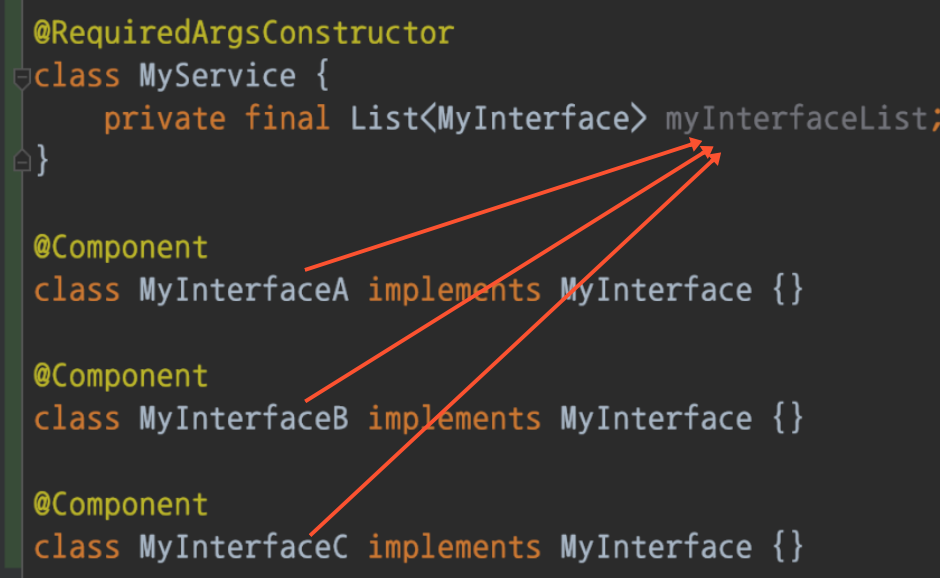 @RequiredArgsConstructor
class MyService {
    private final List<MyInterface> myInterfaceList;
}
@Component
class MyInterfaceA implements MyInterface {}
@Component
class MyInterfaceB implements MyInterface {}
@Component
class MyInterfaceC implements MyInterface {}